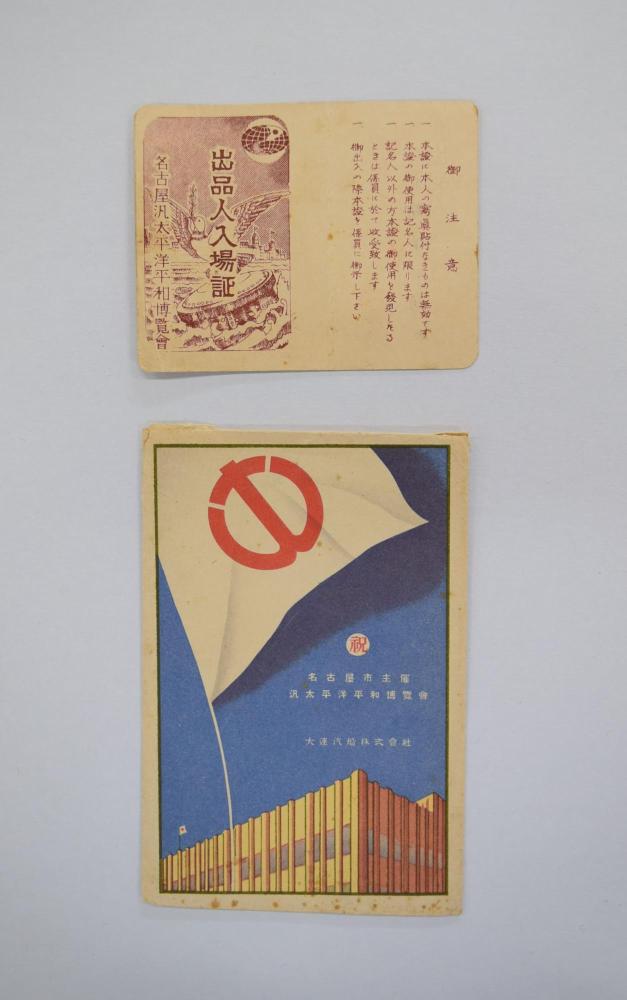 御注意
一 本證に本人の寫眞貼付なきものは無効です
一 本證の御使用は記名人に限ります
一 記名人以外の方本證の御使用を發見したる
ときは係員に於て收受致します
一 御出入の際本證を係員に御示し下さい
出品人入場証
名古屋汎太平洋平和博覽會
祝
名古屋市主催
汎太平洋平和博覽會
大連汽船株式會社